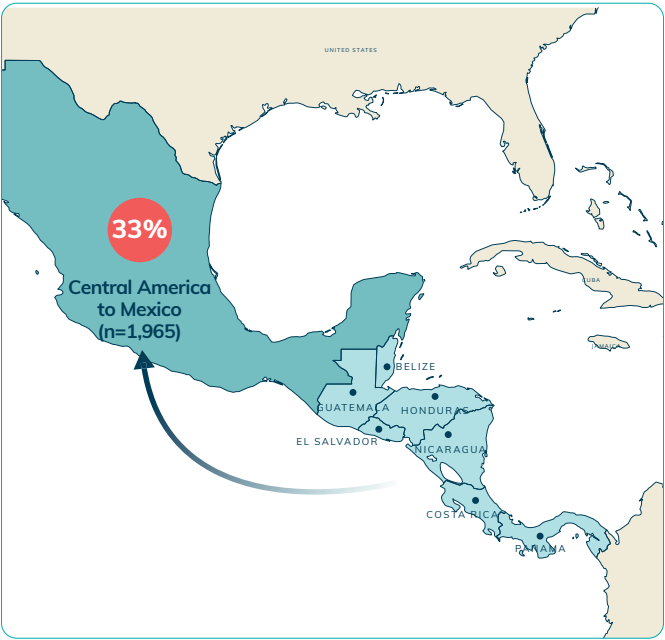 UNITED STATES
33%
Central America
to Mexico
(n=1,965)
CUBA
JAMAICA
BELIZE
GUATEMALA
HONDURAS
EL SALVADOR
NICARAGUA
COSTA RICA
PANAMA